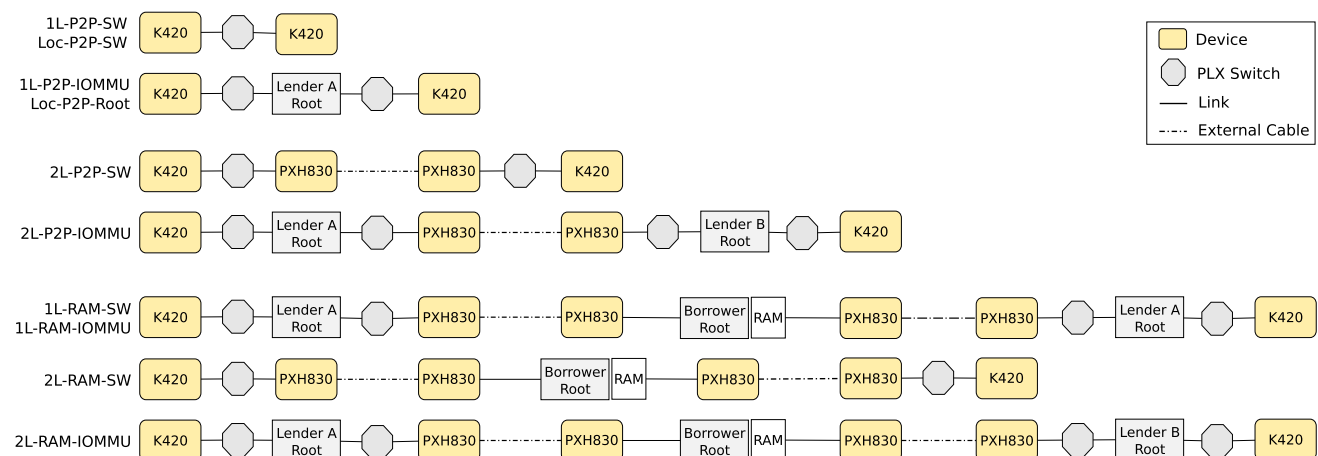 1L-P2P-SW
Loc-P2P-SW
K420
K420
1L-P2P-IOMMU
Loc-P2P-Root
K420
Lender A
Root
K420
2L-P2P-SW
K420
PXH830
PXH830
K420
2L-P2P-IOMMU
K420
Lender A
Root
PXH830
PXH830
Lender B
Root
K420
1L-RAM-SW
1L-RAM-IOMMU
K420
Lender A
Root
PXH830
PXH830
Borrower
Root
RAM
PXH830
PXH830
Lender A
Root
K420
2L-RAM-SW
K420
PXH830
PXH830
Borrower
Root
RAM
PXH830
PXH830
K420
2L-RAM-IOMMU
K420
Lender A
Root
PXH830
PXH830
Borrower
Root
RAM
PXH830
PXH830
Lender B
Root
K420
Device
PLX Switch
Link
External Cable